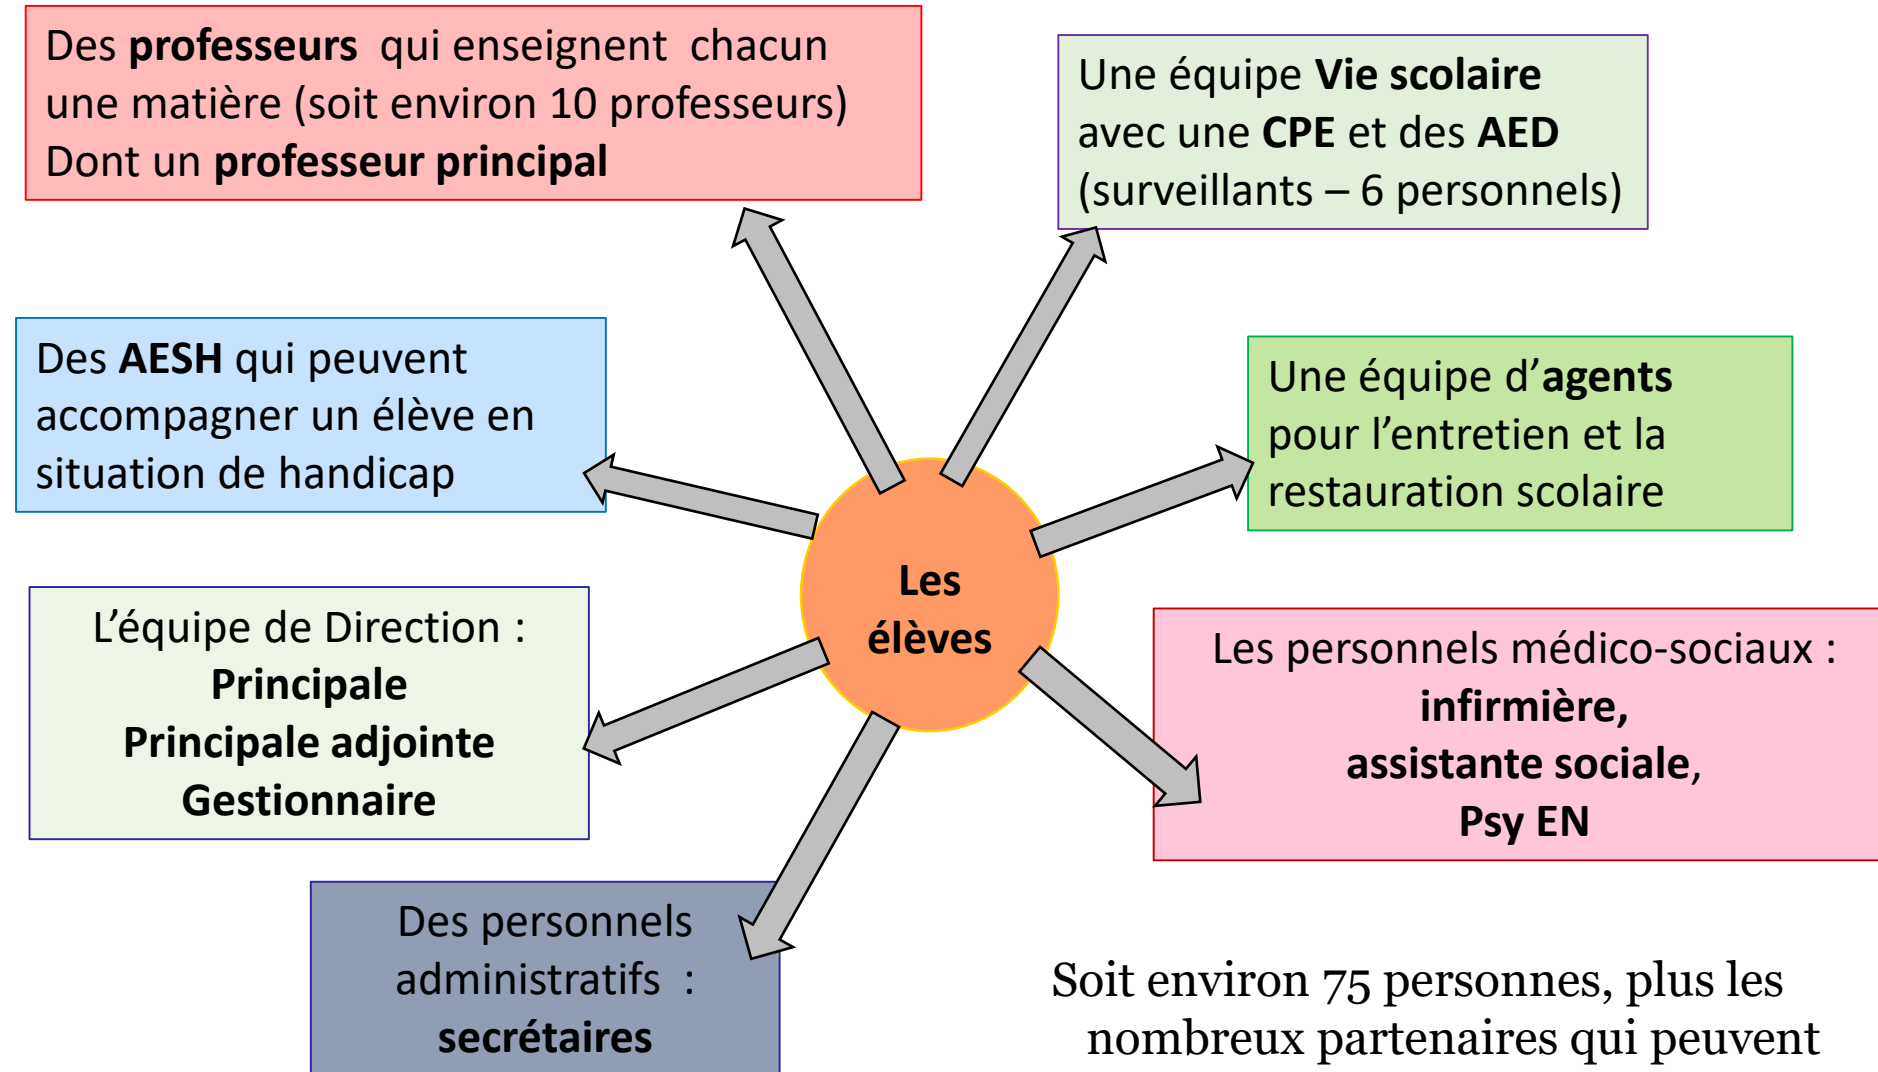 Des professeurs qui enseignent chacun
une matière (soit environ 10 professeurs)
Dont un professeur principal
Une équipe Vie scolaire
avec une CPE et des AED
(surveillants – 6 personnels)
Des AESH qui peuvent
accompagner un élève en
situation de handicap
Une équipe d’agents
pour l’entretien et la
restauration scolaire
Les
élèves
L’équipe de Direction :
Principale
Principale adjointe
Gestionnaire
Les personnels médico-sociaux :
infirmière,
assistante sociale,
Psy EN
Des personnels
administratifs :
secrétaires
Soit environ 75 personnes, plus les
nombreux partenaires qui peuvent